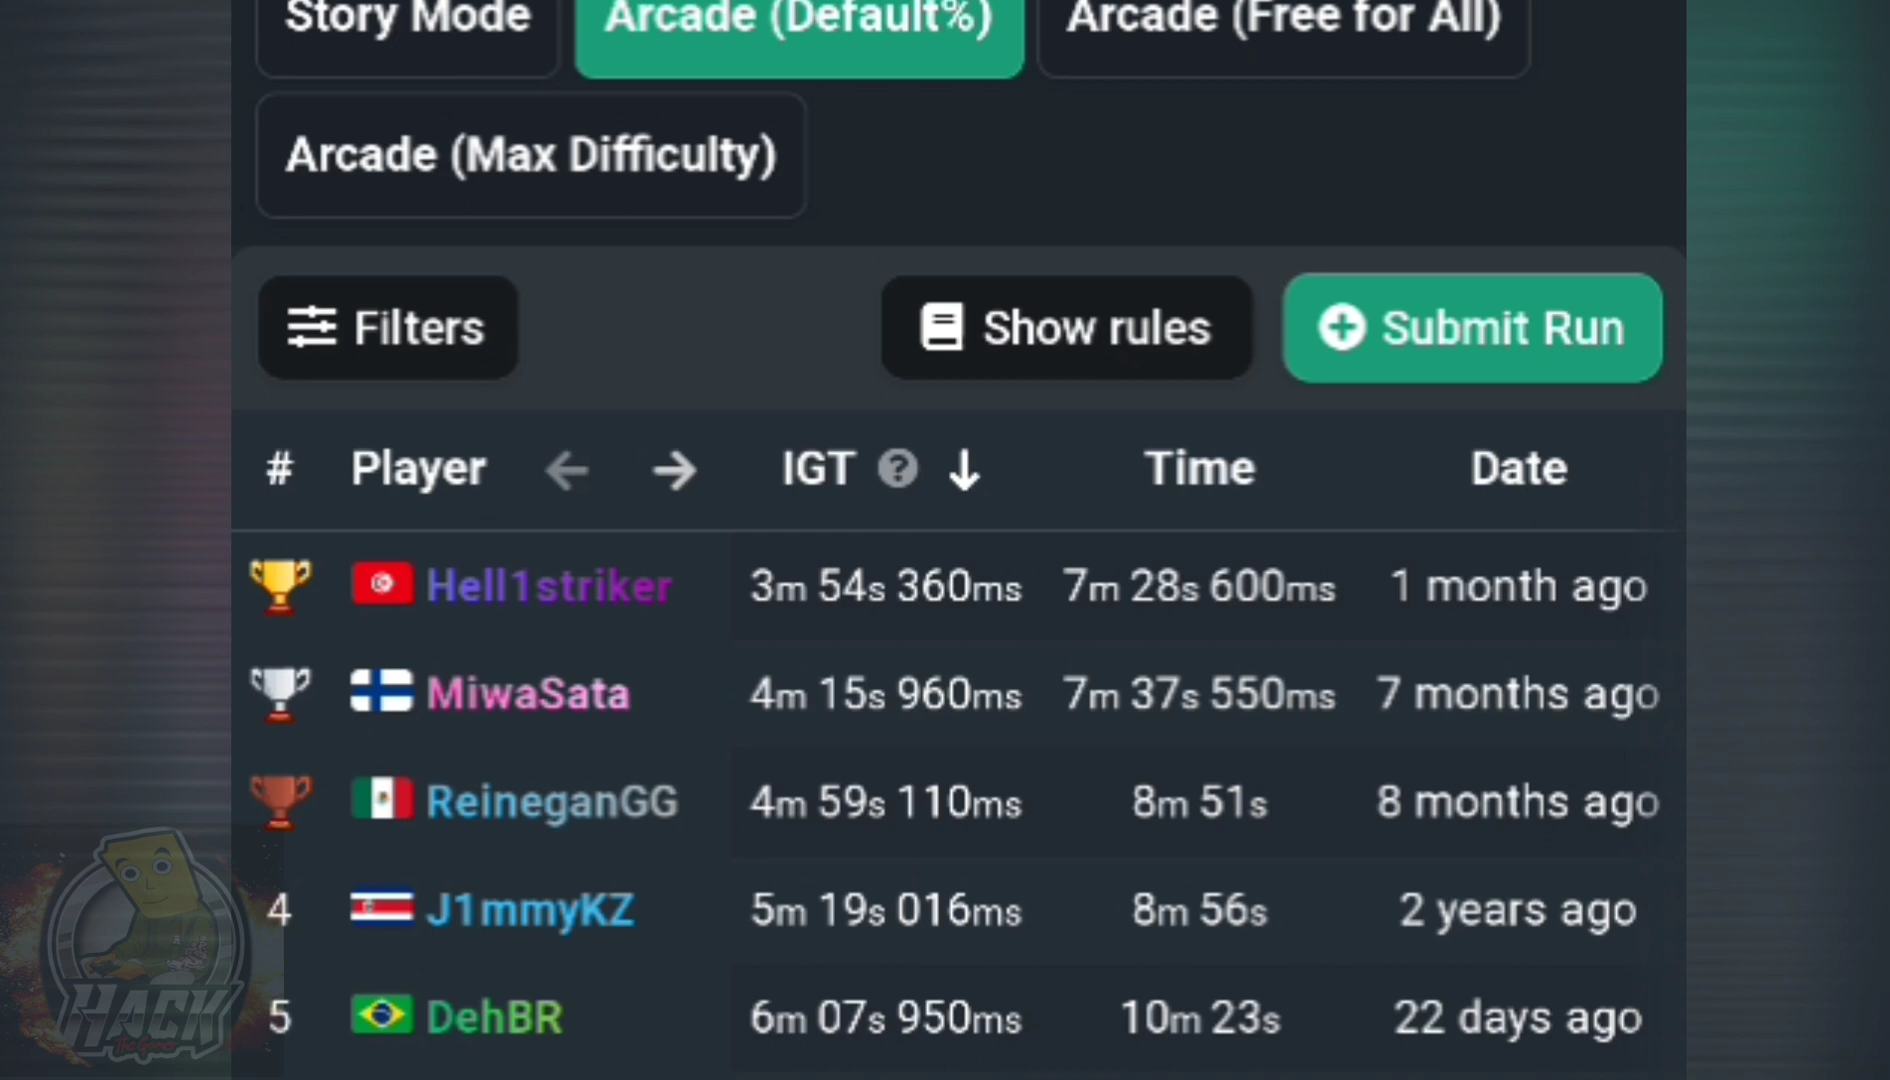 Story Mode Arcade (Default%) Arcade (Free for All)
Arcade (Max Difficulty)
Filters Show rules Submit Run
# Player IGT Time Date
Hell1striker 3m 54s 360ms 7m 28s 600ms 1 month ago
MiwaSata 4m 15s 960ms 7m 37s 550ms 7 months ago
ReineganGG 4m 59s 110ms 8m 51s 8 months ago
4 J1mmyKZ 5m 19s 016ms 8m 56s 2 years ago
5 DehBR 6m 07s 950ms 10m 23s 22 days ago
HACK
The Gamer